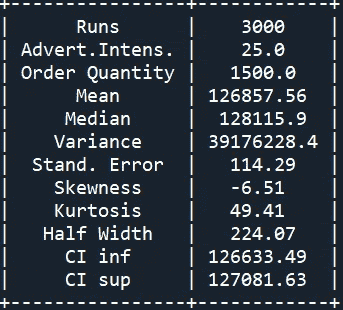 +-----------------+-------------+
| Runs | 3000 |
| Advert.Intens. | 25.0 |
| Order Quantity | 1500.0 |
| Mean | 126857.56 |
| Median | 128115.9 |
| Variance | 39176228.4 |
| Stand. Error | 114.29 |
| Skewness | -6.51 |
| Kurtosis | 49.41 |
| Half Width | 224.07 |
| CI inf | 126633.49 |
| CI sup | 127081.63 |
+-----------------+-------------+